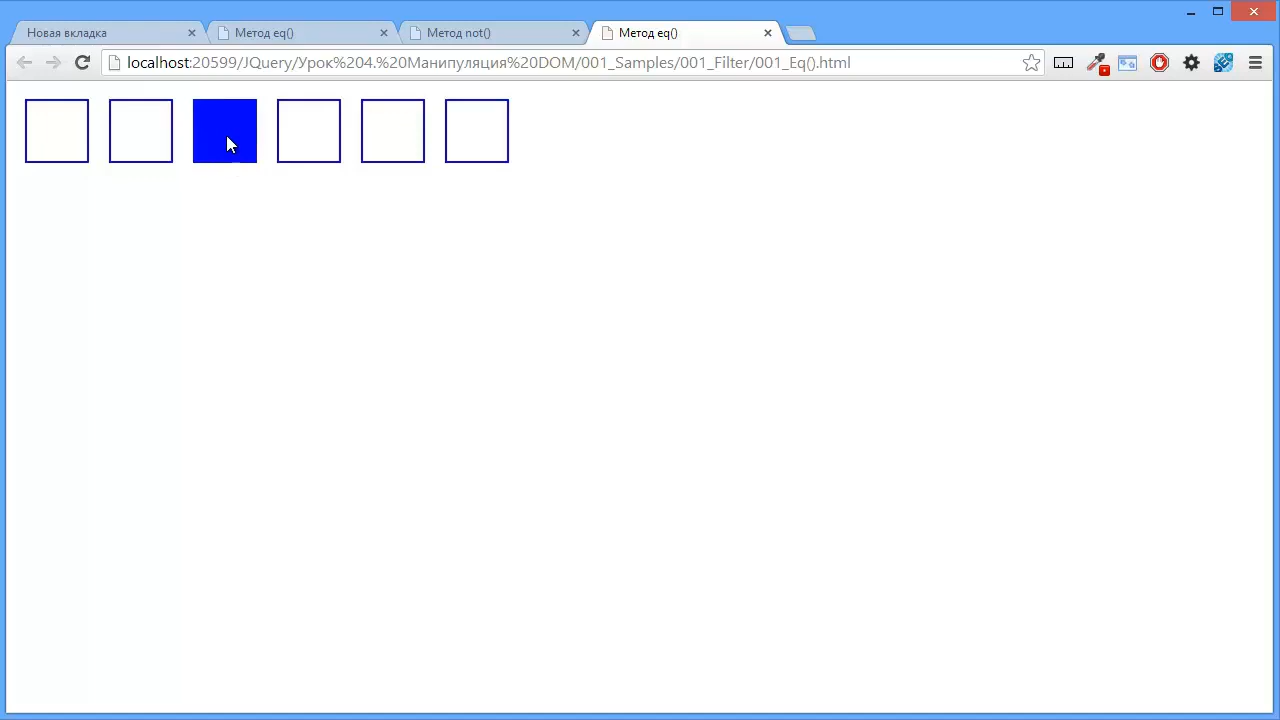 Новая вкладка
Метод eq()
Метод not()
Метод eq()
localhost:20599/JQuery/Урок%204.%20Манипуляция%20DOM/001_Samples/001_Filter/001_Eq().html